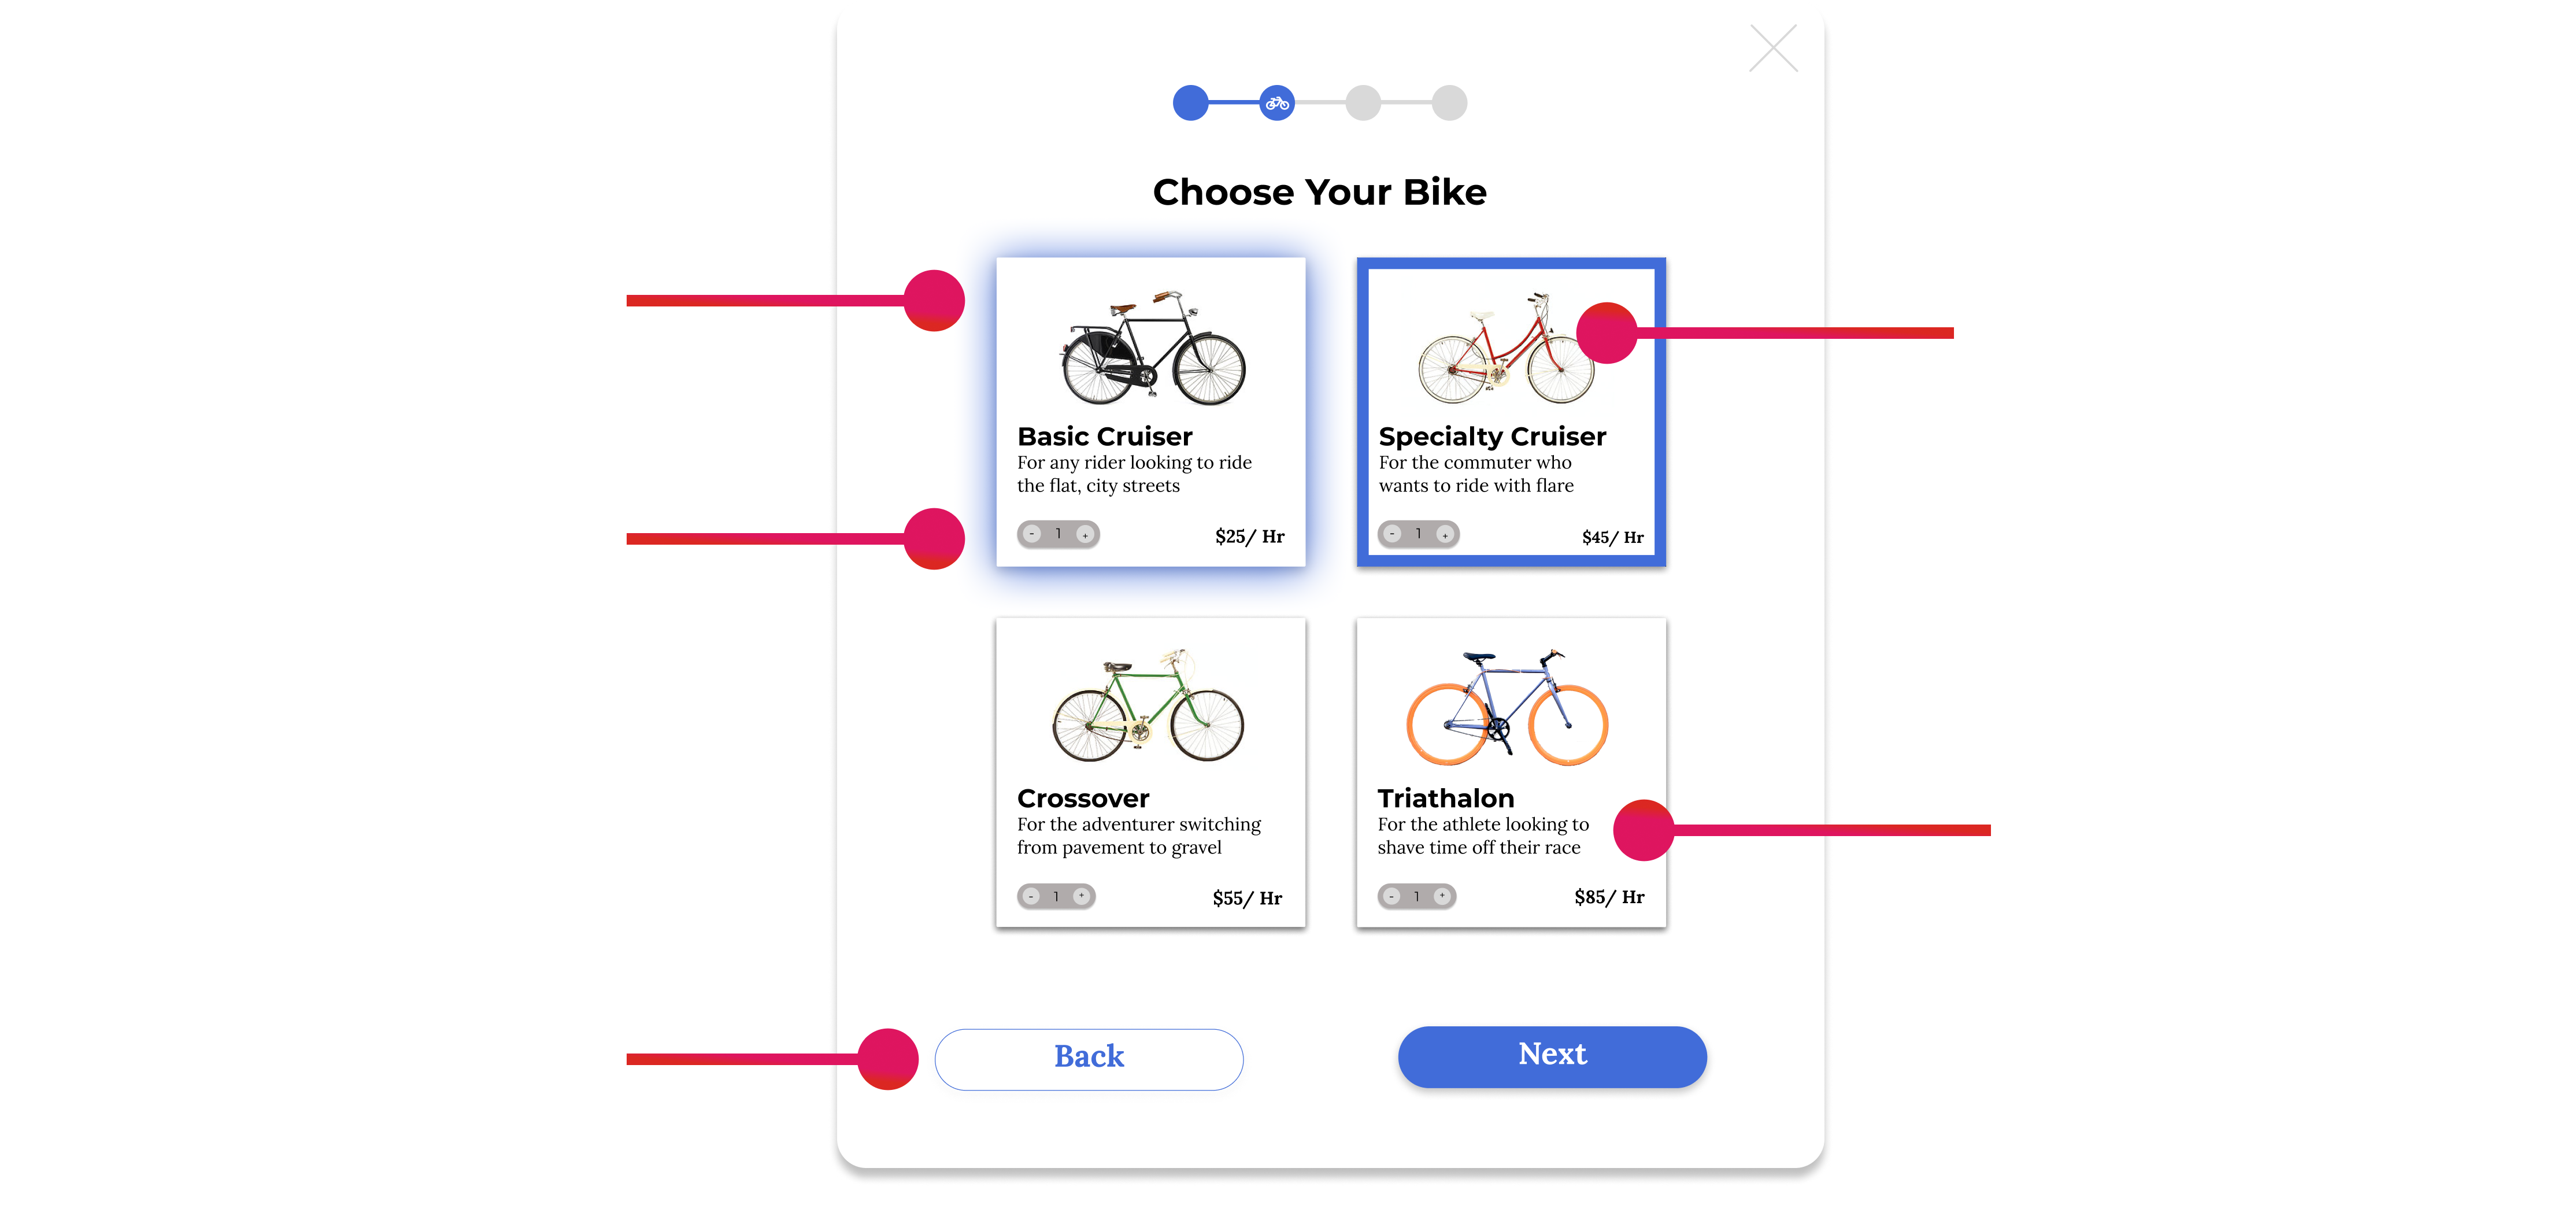 Choose Your Bike
Basic Cruiser
For any rider looking to ride
the flat, city streets
- 1 +
$25/ Hr
Specialty Cruiser
For the commuter who
wants to ride with flare
- 1 +
$45/ Hr
Crossover
For the adventurer switching
from pavement to gravel
- 1 +
$55/ Hr
Triathalon
For the athlete looking to
shave time off their race
- 1 +
$85/ Hr
Back
Next